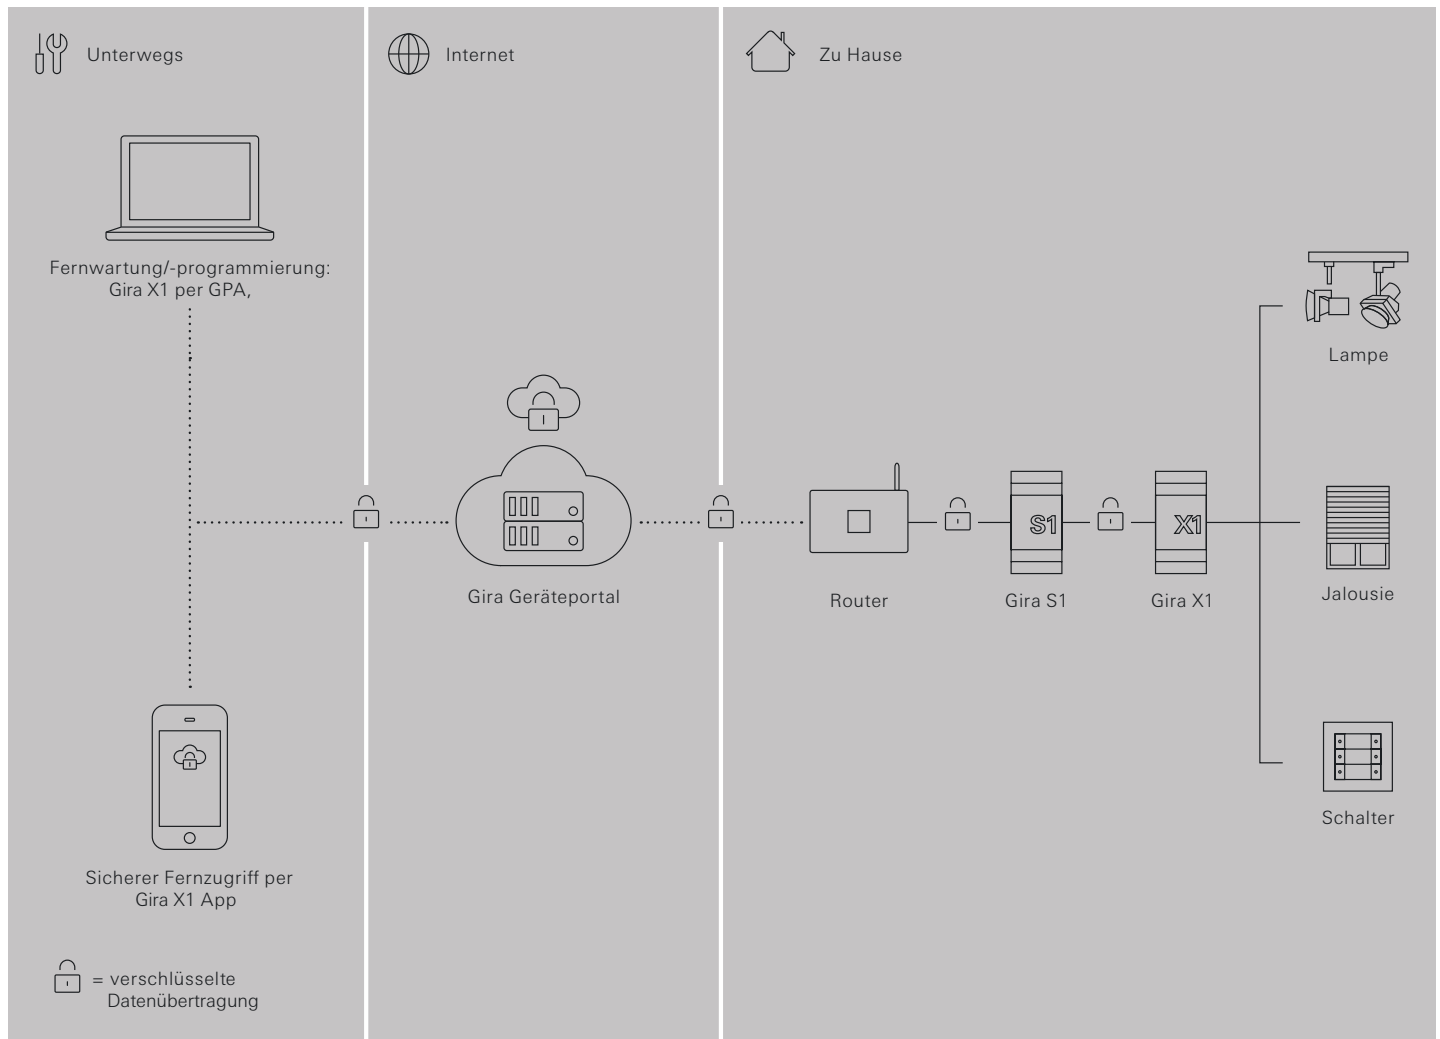 Unterwegs
Internet
Zu Hause
Fernwartung/-programmierung:
Gira X1 per GPA,
Lampe
S1
X1
Gira Geräteportal
Router
Gira S1
Gira X1
Jalousie
Schalter
Sicherer Fernzugriff per
Gira X1 App
= verschlüsselte
Datenübertragung